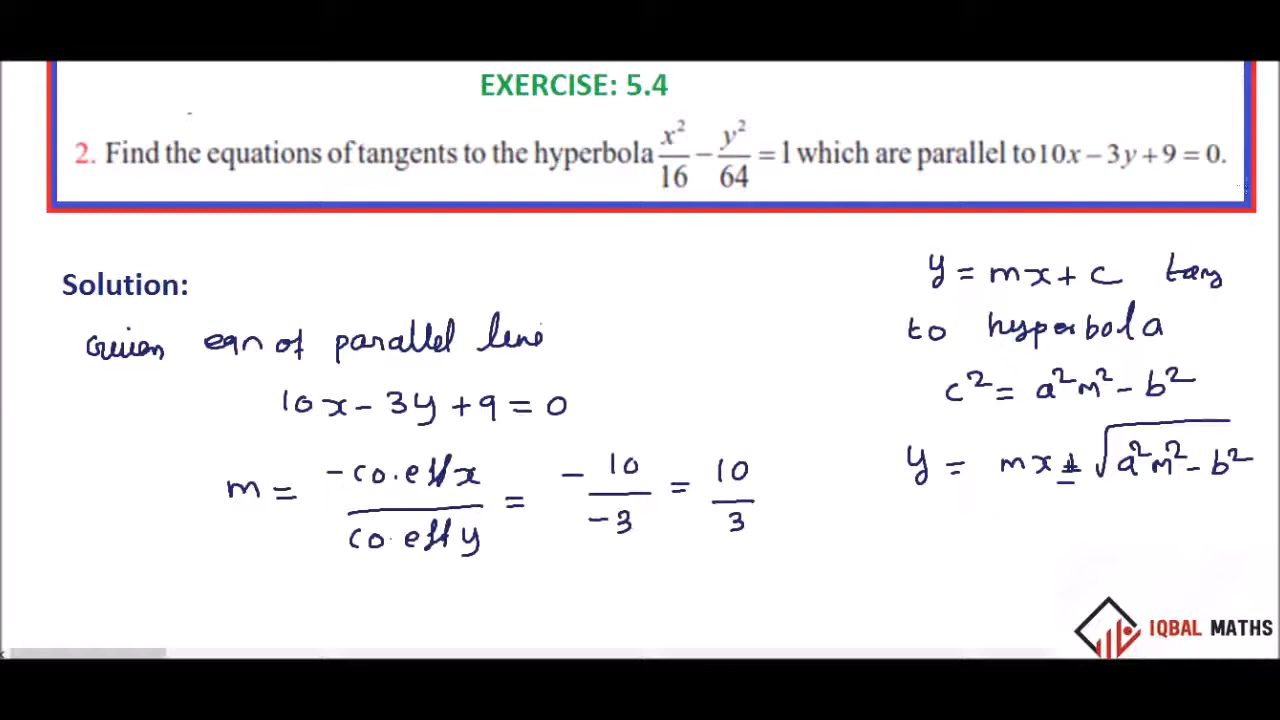 EXERCISE: 5.4
2. Find the equations of tangents to the hyperbola x²/16 − y²/64 = 1 which are parallel to 10x − 3y + 9 = 0.
Solution:
Given eqn of parallel line
10x − 3y + 9 = 0
m = −co.eff x / co.eff y = −10/−3 = 10/3
y = mx + c tang
to hyperbola
c² = a²m² − b²
y = mx ± √(a²m² − b²)
IQBAL MATHS